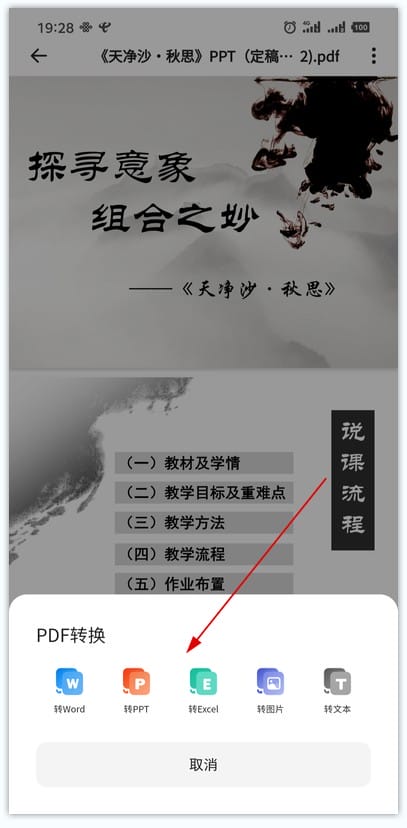 19:28 4G 100
《天净沙·秋思》PPT（定稿… 2).pdf
探寻意象
组合之妙
——《天净沙·秋思》
说课流程
（一）教材及学情
（二）教学目标及重难点
（三）教学方法
（四）教学流程
（五）作业布置
PDF转换
W P E T
转Word 转PPT 转Excel 转图片 转文本
取消